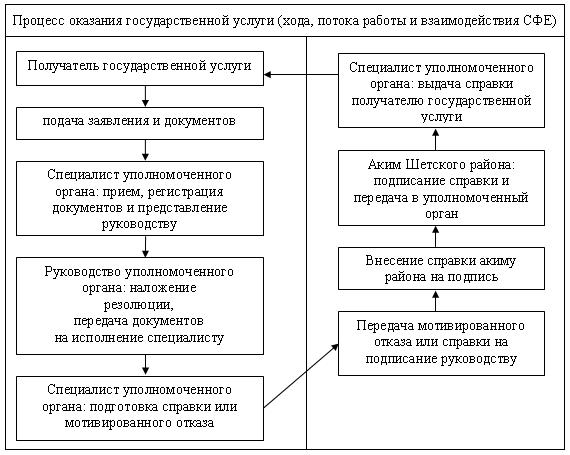 Процесс оказания государственной услуги (хода, потока работы и взаимодействия СФЕ)
Получатель государственной услуги
подача заявления и документов
Специалист уполномоченного
органа: прием, регистрация
документов и представление
руководству
Руководство уполномоченного
органа: наложение
резолюции,
передача документов
на исполнение специалисту
Специалист уполномоченного
органа: подготовка справки или
мотивированного отказа
Специалист уполномоченного
органа: выдача справки
получателю государственной
услуги
Аким Шетского района:
подписание справки и
передача в уполномоченный
орган
Внесение справки акиму
района на подпись
Передача мотивированного
отказа или справки на
подписание руководству